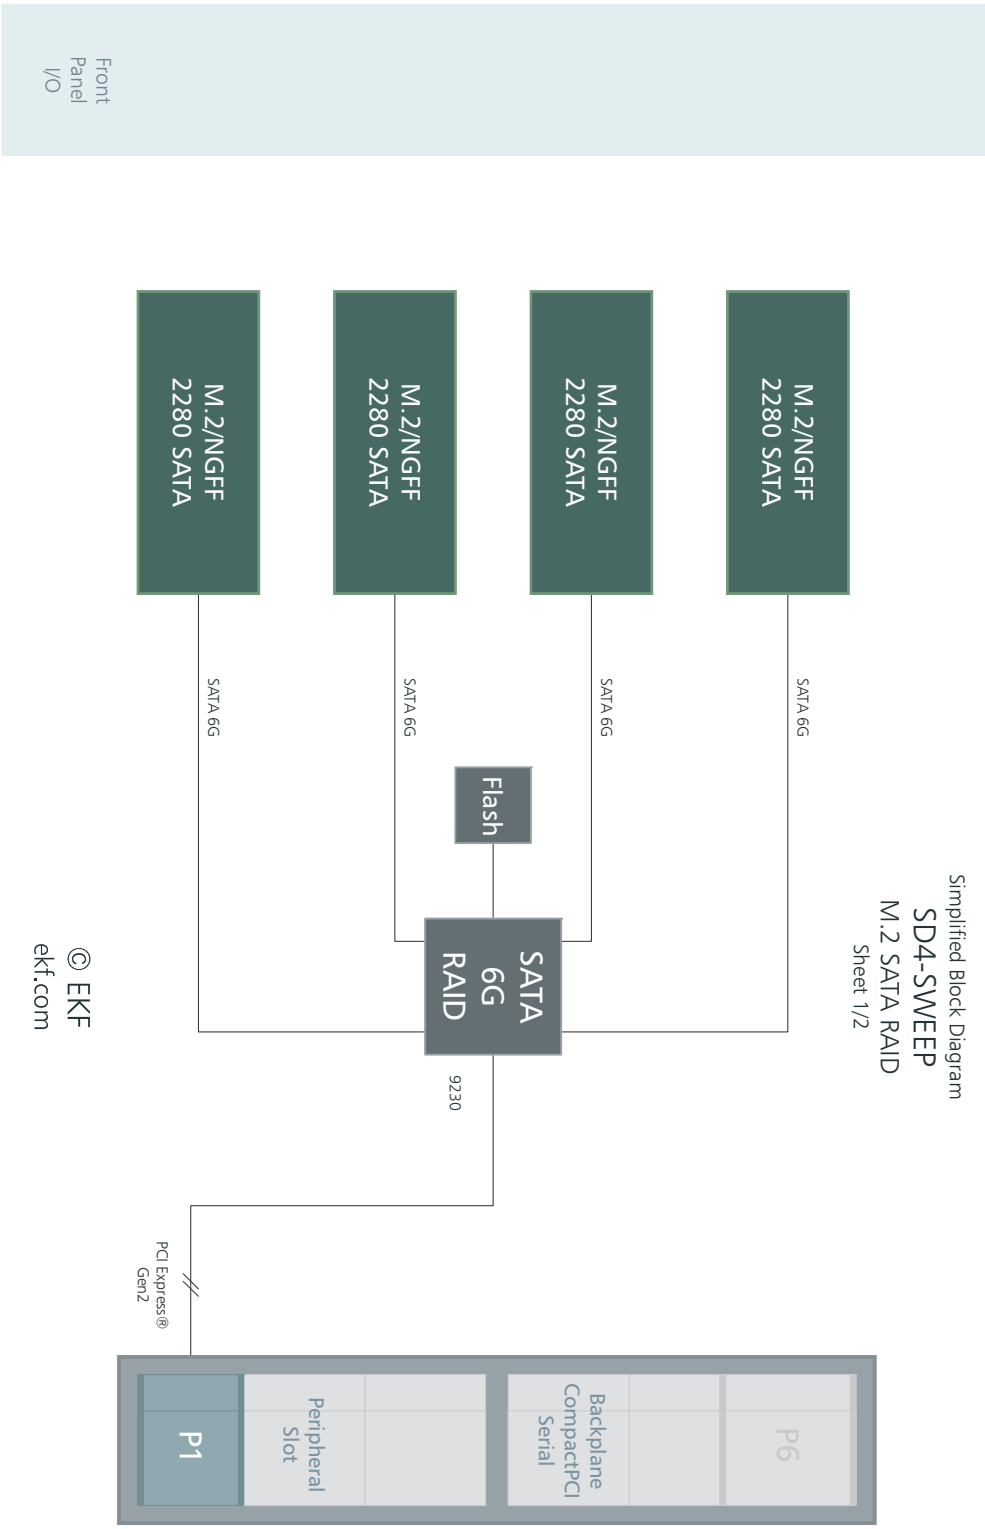 Simplified Block Diagram
SD4-SWEEP
M.2 SATA RAID
Sheet 1/2
Front
Panel
I/O
M.2/NGFF
2280 SATA
SATA 6G
M.2/NGFF
2280 SATA
SATA 6G
M.2/NGFF
2280 SATA
SATA 6G
M.2/NGFF
2280 SATA
SATA 6G
Flash
SATA
6G
RAID
9230
PCI Express®
Gen2
P6
Backplane
CompactPCI
Serial
Peripheral
Slot
P1
© EKF
ekf.com